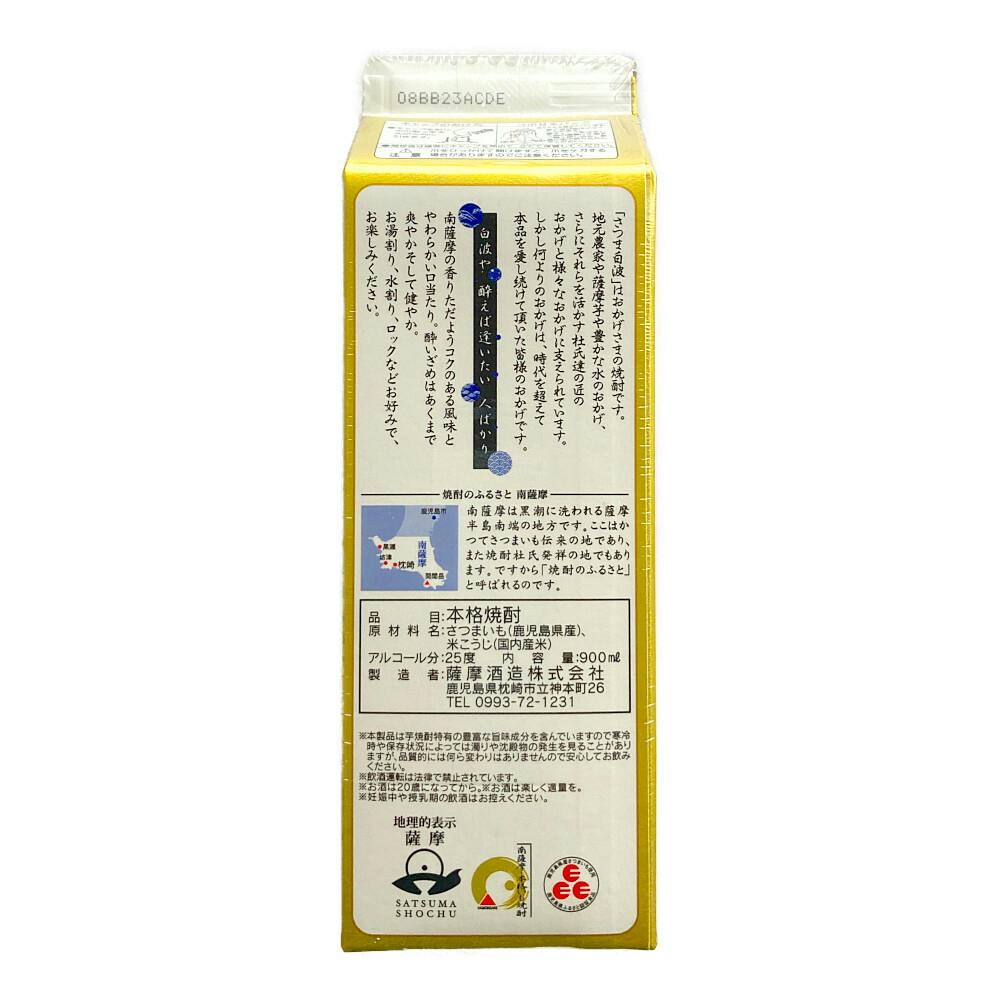 08BB23ACDE
「さつま白波」はおかげさまの焼酎です。
地元農家や薩摩芋や豊かな水のおかげ、
さらにそれらを活かす杜氏達の匠の
おかげと様々なおかげに支えられています。
しかし何よりのおかげは、時代を超えて
本品を愛し続けて頂いた皆様のおかげです。
白波や 酔えば逢いたい 人ばかり
南薩摩の香りただようコクのある風味と
やわらかい口当たり。酔いざめはあくまで
爽やかそして健やか。
お湯割り、水割り、ロックなどお好みで、
お楽しみください。
焼酎のふるさと 南薩摩
鹿児島市
黒瀬
南薩摩
坊津
枕崎
開聞岳
南薩摩は黒潮に洗われる薩摩
半島南端の地方です。ここはか
つてさつまいも伝来の地であり、
また焼酎杜氏発祥の地でもあり
ます。ですから「焼酎のふるさと」
と呼ばれるのです。
品目:本格焼酎
原材料名:さつまいも(鹿児島県産)、
米こうじ(国内産米)
アルコール分:25度 内容量:900ml
製造者:薩摩酒造株式会社
鹿児島県枕崎市立神本町26
TEL 0993-72-1231
※本製品は芋焼酎特有の豊富な旨味成分を含んでいますので寒冷
時や保存状況によっては濁りや沈殿物の発生を見ることがあり
ますが、品質的には何ら変わりはありませんので安心してお飲み
ください。
※飲酒運転は法律で禁止されています。
※お酒は20歳になってから。※お酒は楽しく適量を。
※妊娠中や授乳期の飲酒はお控えください。
地理的表示
薩摩
SATSUMA
SHOCHU
南薩摩・本格いも焼酎